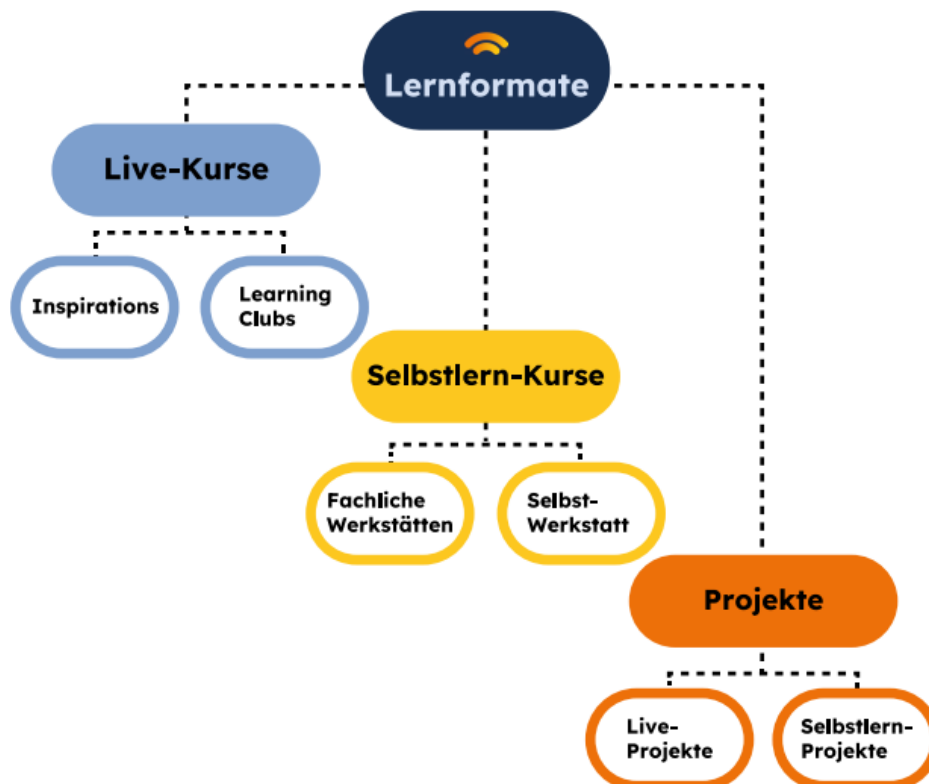 Lernformate
Live-Kurse
Inspirations
Learning
Clubs
Selbstlern-Kurse
Fachliche
Werkstätten
Selbst-
Werkstatt
Projekte
Live-
Projekte
Selbstlern-
Projekte